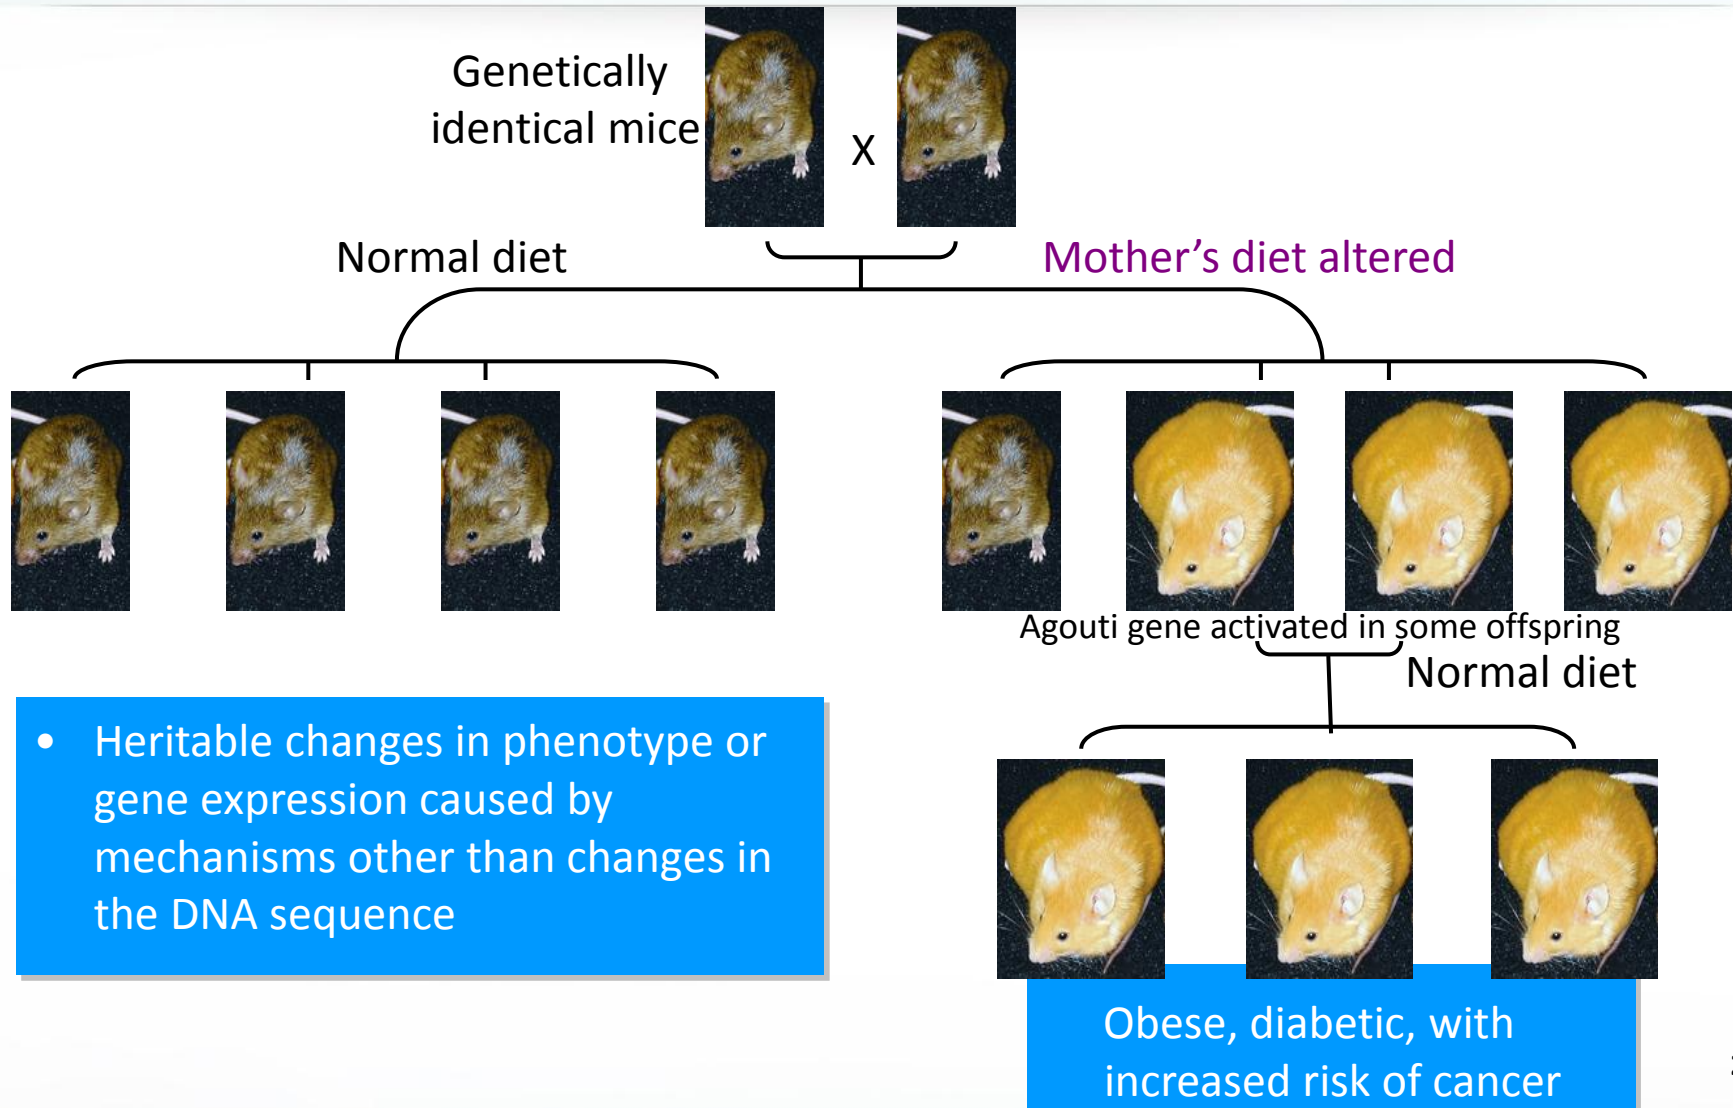 Genetically
identical mice
X
Normal diet
Mother’s diet altered
Agouti gene activated in some offspring
Normal diet
• Heritable changes in phenotype or
gene expression caused by
mechanisms other than changes in
the DNA sequence
Obese, diabetic, with
increased risk of cancer